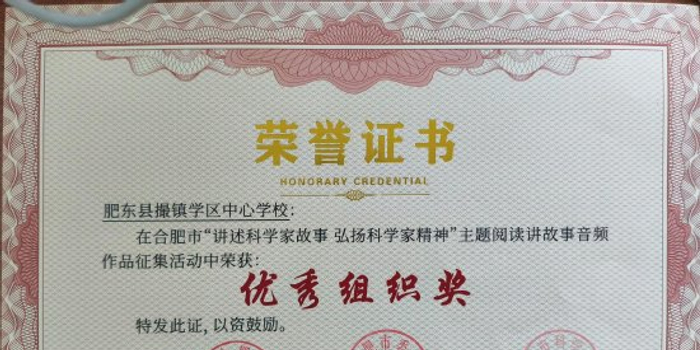 荣誉证书
HONORARY CREDENTIAL
肥东县撮镇学区中心学校：
在合肥市“讲述科学家故事 弘扬科学家精神”主题阅读讲故事音频
作品征集活动中荣获：
优秀组织奖
特发此证，以资鼓励。